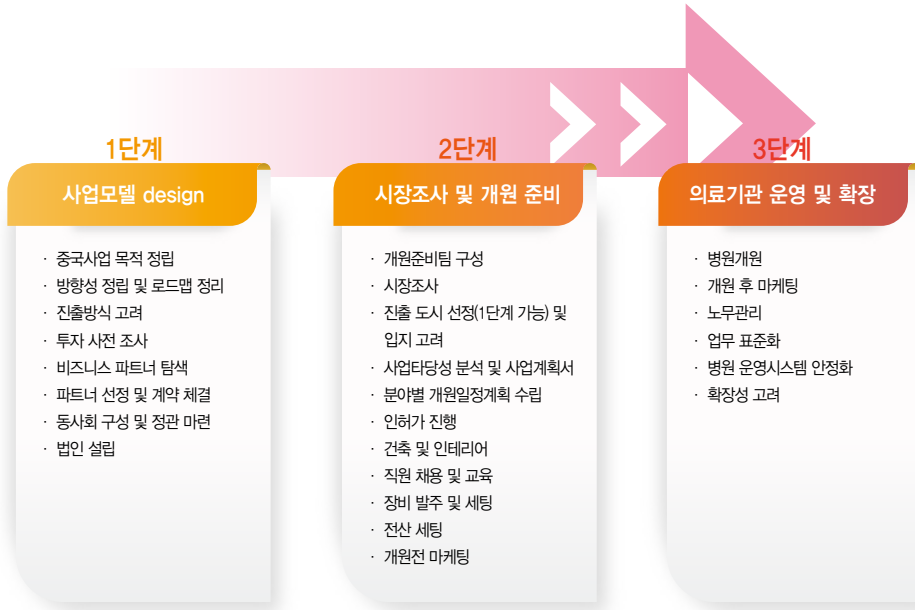 1단계
사업모델 design
· 중국사업 목적 정립
· 방향성 정립 및 로드맵 정리
· 진출방식 고려
· 투자 사전 조사
· 비즈니스 파트너 탐색
· 파트너 선정 및 계약 체결
· 동사회 구성 및 정관 마련
· 법인 설립
2단계
시장조사 및 개원 준비
· 개원준비팀 구성
· 시장조사
· 진출 도시 선정(1단계 가능) 및
입지 고려
· 사업타당성 분석 및 사업계획서
· 분야별 개원일정계획 수립
· 인허가 진행
· 건축 및 인테리어
· 직원 채용 및 교육
· 장비 발주 및 세팅
· 전산 세팅
· 개원전 마케팅
3단계
의료기관 운영 및 확장
· 병원개원
· 개원 후 마케팅
· 노무관리
· 업무 표준화
· 병원 운영시스템 안정화
· 확장성 고려